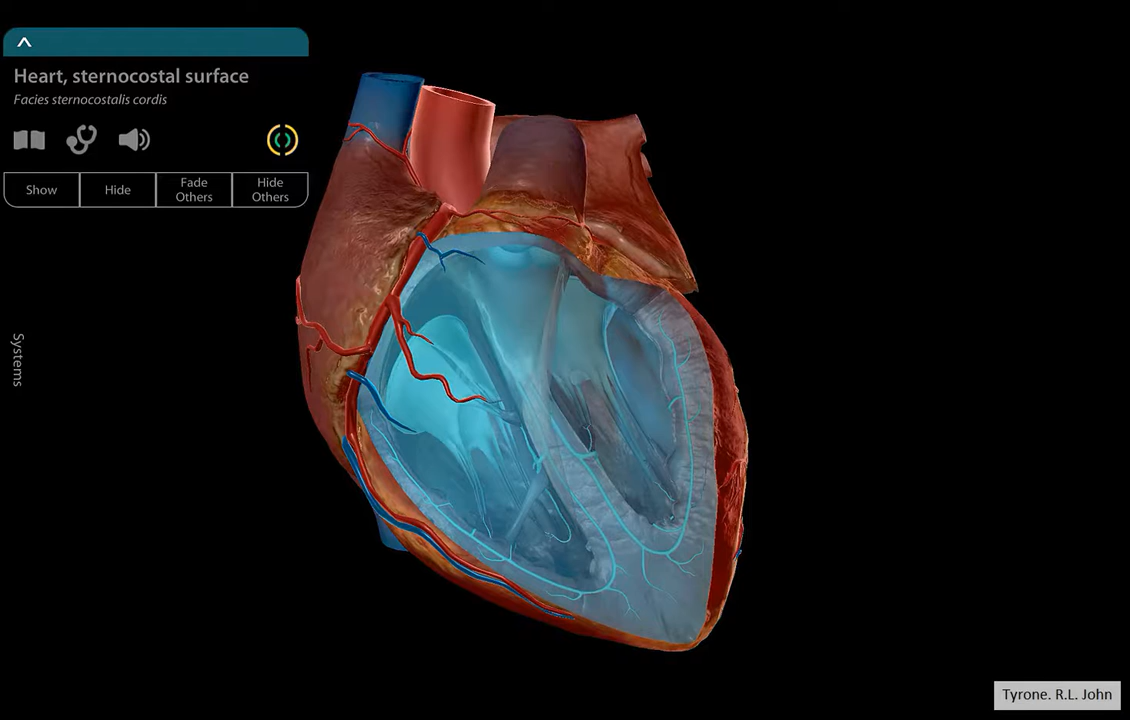 Heart, sternocostal surface
Facies sternocostalis cordis
Show
Hide
Fade
Others
Hide
Others
Systems
Tyrone. R.L. John